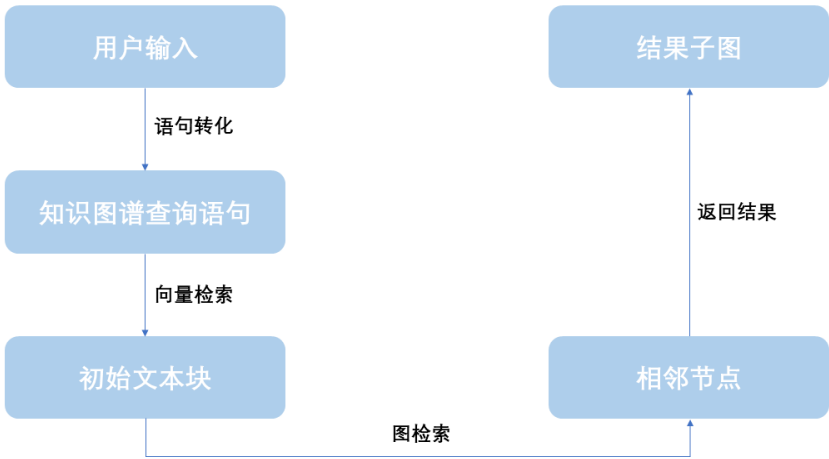 用户输入
语句转化
知识图谱查询语句
向量检索
初始文本块
图检索
相邻节点
返回结果
结果子图